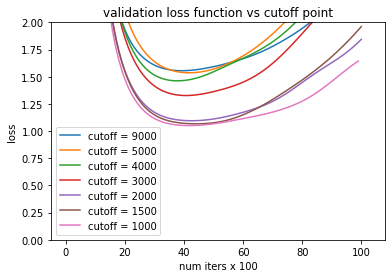 validation loss function vs cutoff point
2.00
1.75
1.50
1.25
1.00
0.75
0.50
0.25
0.00
loss
cutoff = 9000
cutoff = 5000
cutoff = 4000
cutoff = 3000
cutoff = 2000
cutoff = 1500
cutoff = 1000
0 20 40 60 80 100
num iters x 100